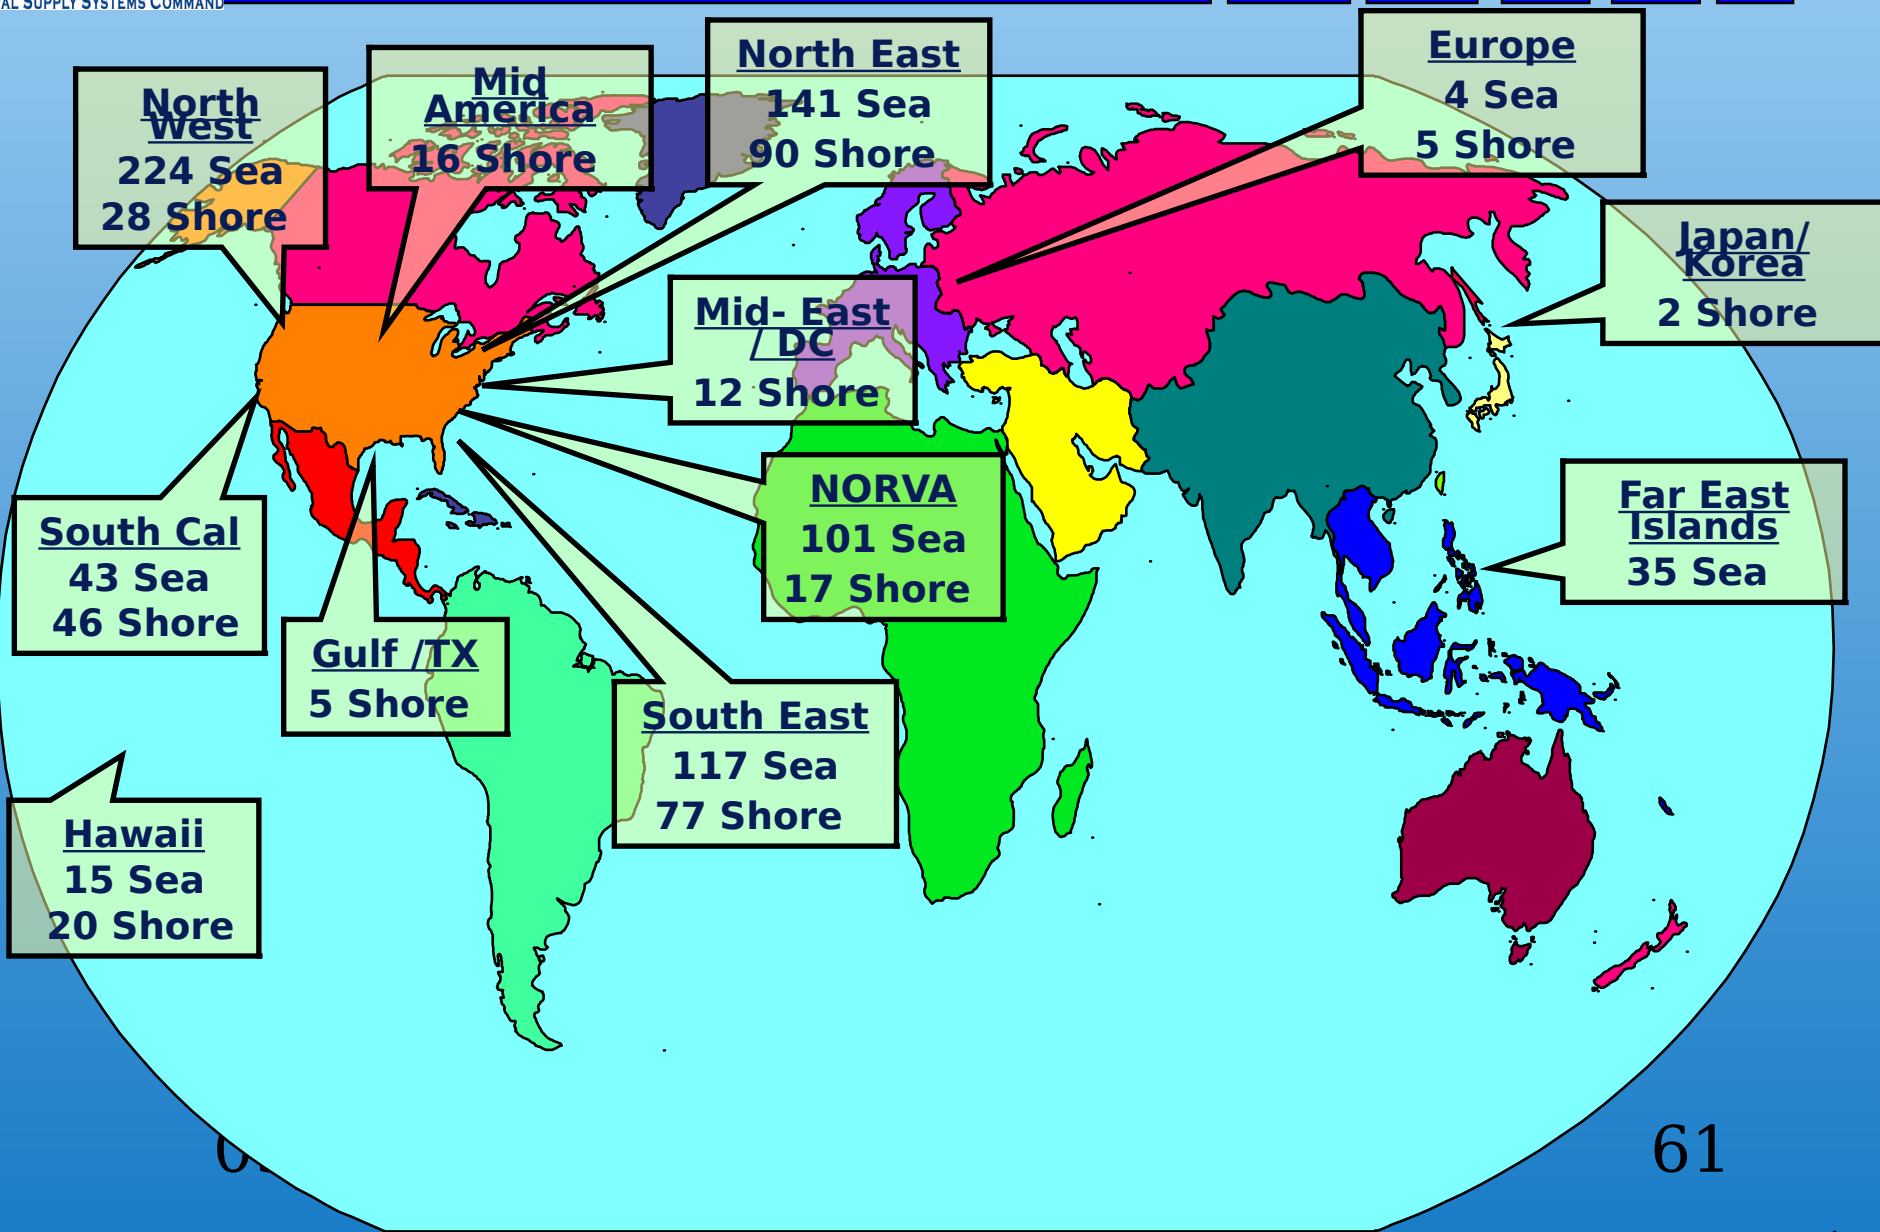 AL SUPPLY SYSTEMS COMMAND
North
West
224 Sea
28 Shore
Mid
America
16 Shore
North East
141 Sea
90 Shore
Europe
4 Sea
5 Shore
Japan/
Korea
2 Shore
Mid- East
/ DC
12 Shore
NORVA
101 Sea
17 Shore
Far East
Islands
35 Sea
South Cal
43 Sea
46 Shore
Gulf /TX
5 Shore
South East
117 Sea
77 Shore
Hawaii
15 Sea
20 Shore
61